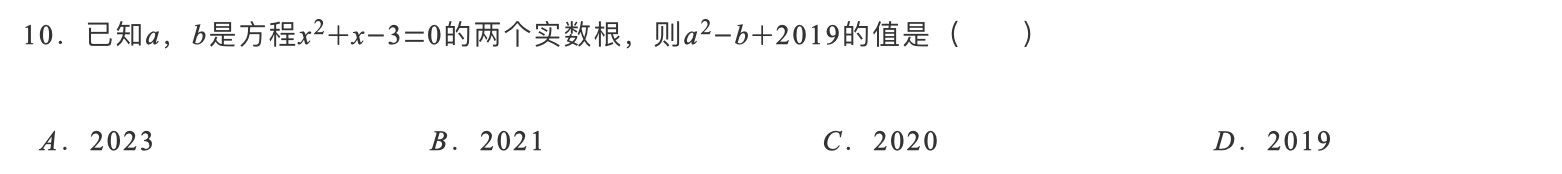 10. 已知a，b是方程x²+x−3=0的两个实数根，则a²−b+2019的值是（　　）
A. 2023　B. 2021　C. 2020　D. 2019